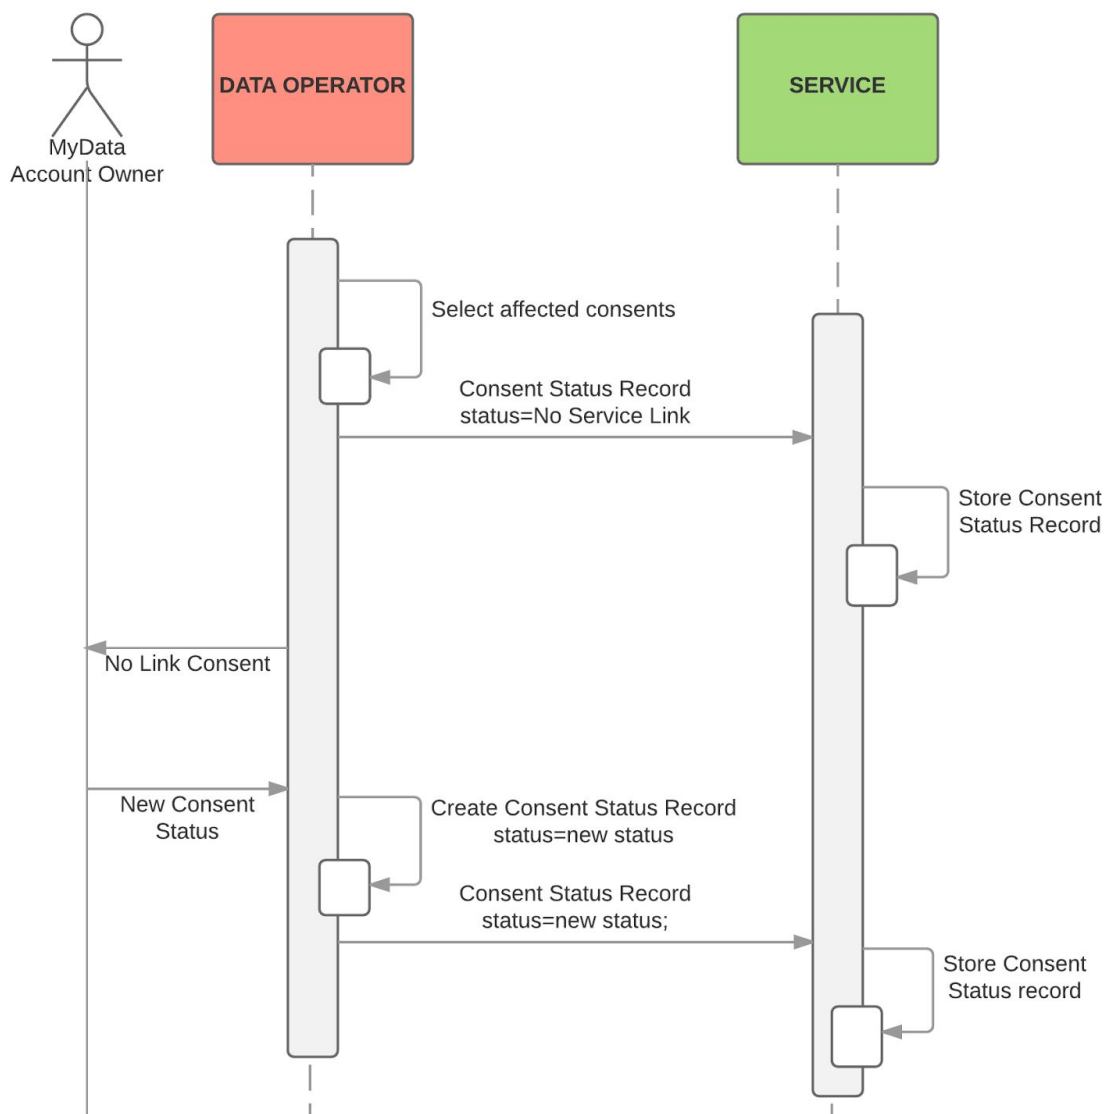 MyData
Account Owner
DATA OPERATOR
SERVICE
Select affected consents
Consent Status Record
status=No Service Link
Store Consent
Status Record
No Link Consent
New Consent
Status
Create Consent Status Record
status=new status
Consent Status Record
status=new status;
Store Consent
Status record